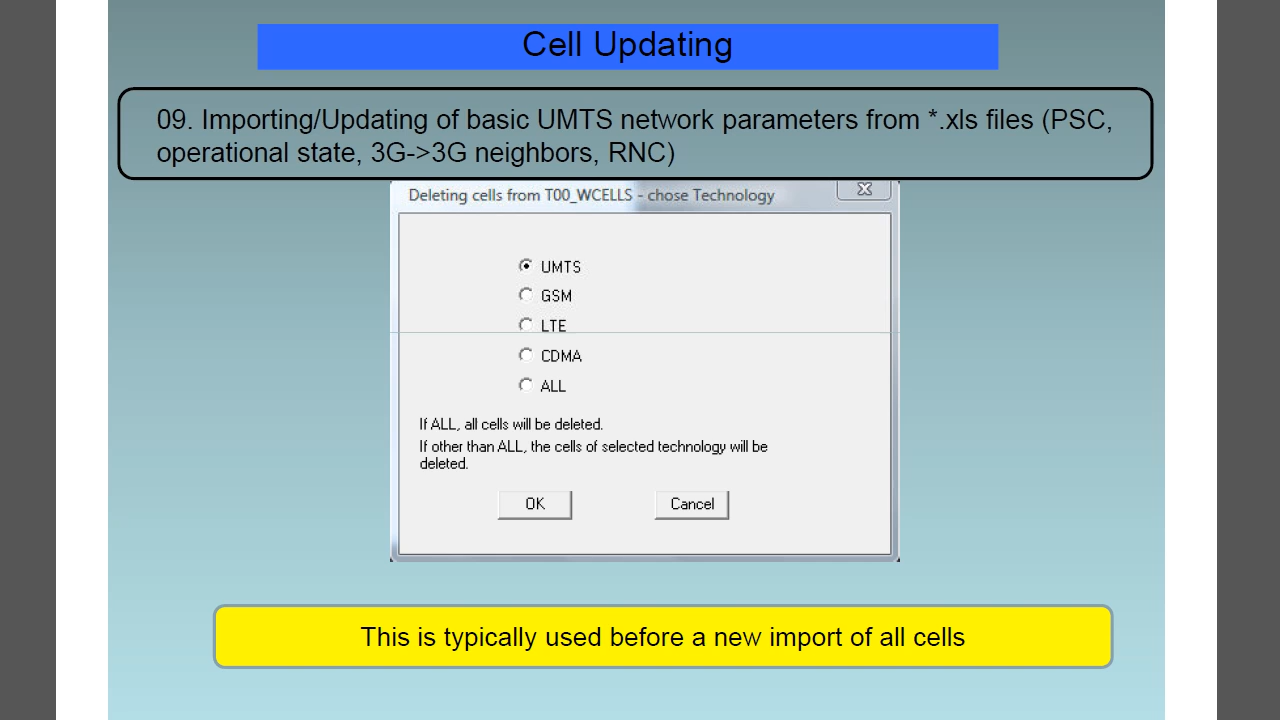 Cell Updating
09. Importing/Updating of basic UMTS network parameters from *.xls files (PSC,
operational state, 3G->3G neighbors, RNC)
Deleting cells from T00_WCELLS - chose Technology
UMTS
GSM
LTE
CDMA
ALL
If ALL, all cells will be deleted.
If other than ALL, the cells of selected technology will be
deleted.
OK
Cancel
This is typically used before a new import of all cells